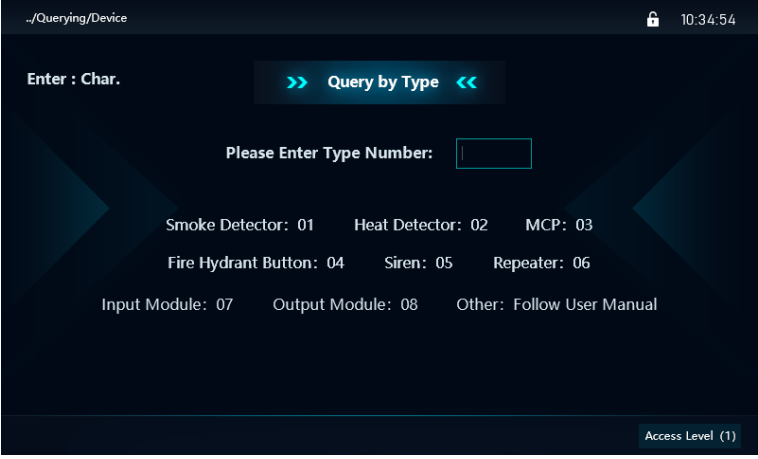 ../Querying/Device 10:34:54
Enter : Char. Query by Type
Please Enter Type Number:
Smoke Detector: 01 Heat Detector: 02 MCP: 03
Fire Hydrant Button: 04 Siren: 05 Repeater: 06
Input Module: 07 Output Module: 08 Other: Follow User Manual
Access Level (1)